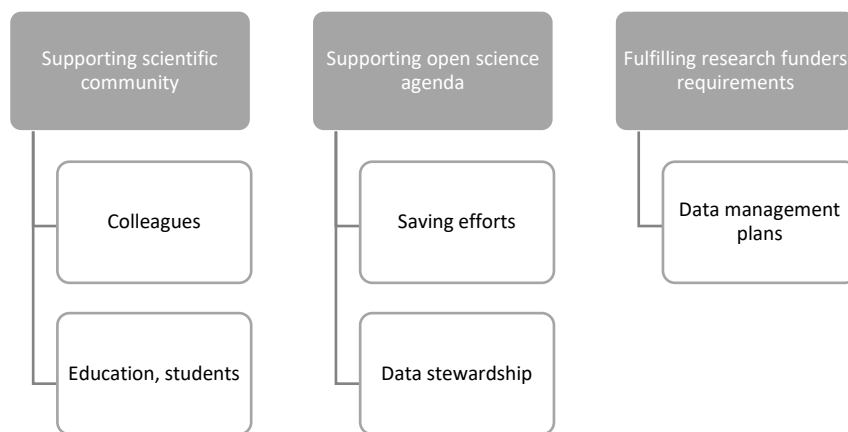 Supporting scientific
community
Colleagues
Education, students
Supporting open science
agenda
Saving efforts
Data stewardship
Fulfilling research funders
requirements
Data management
plans